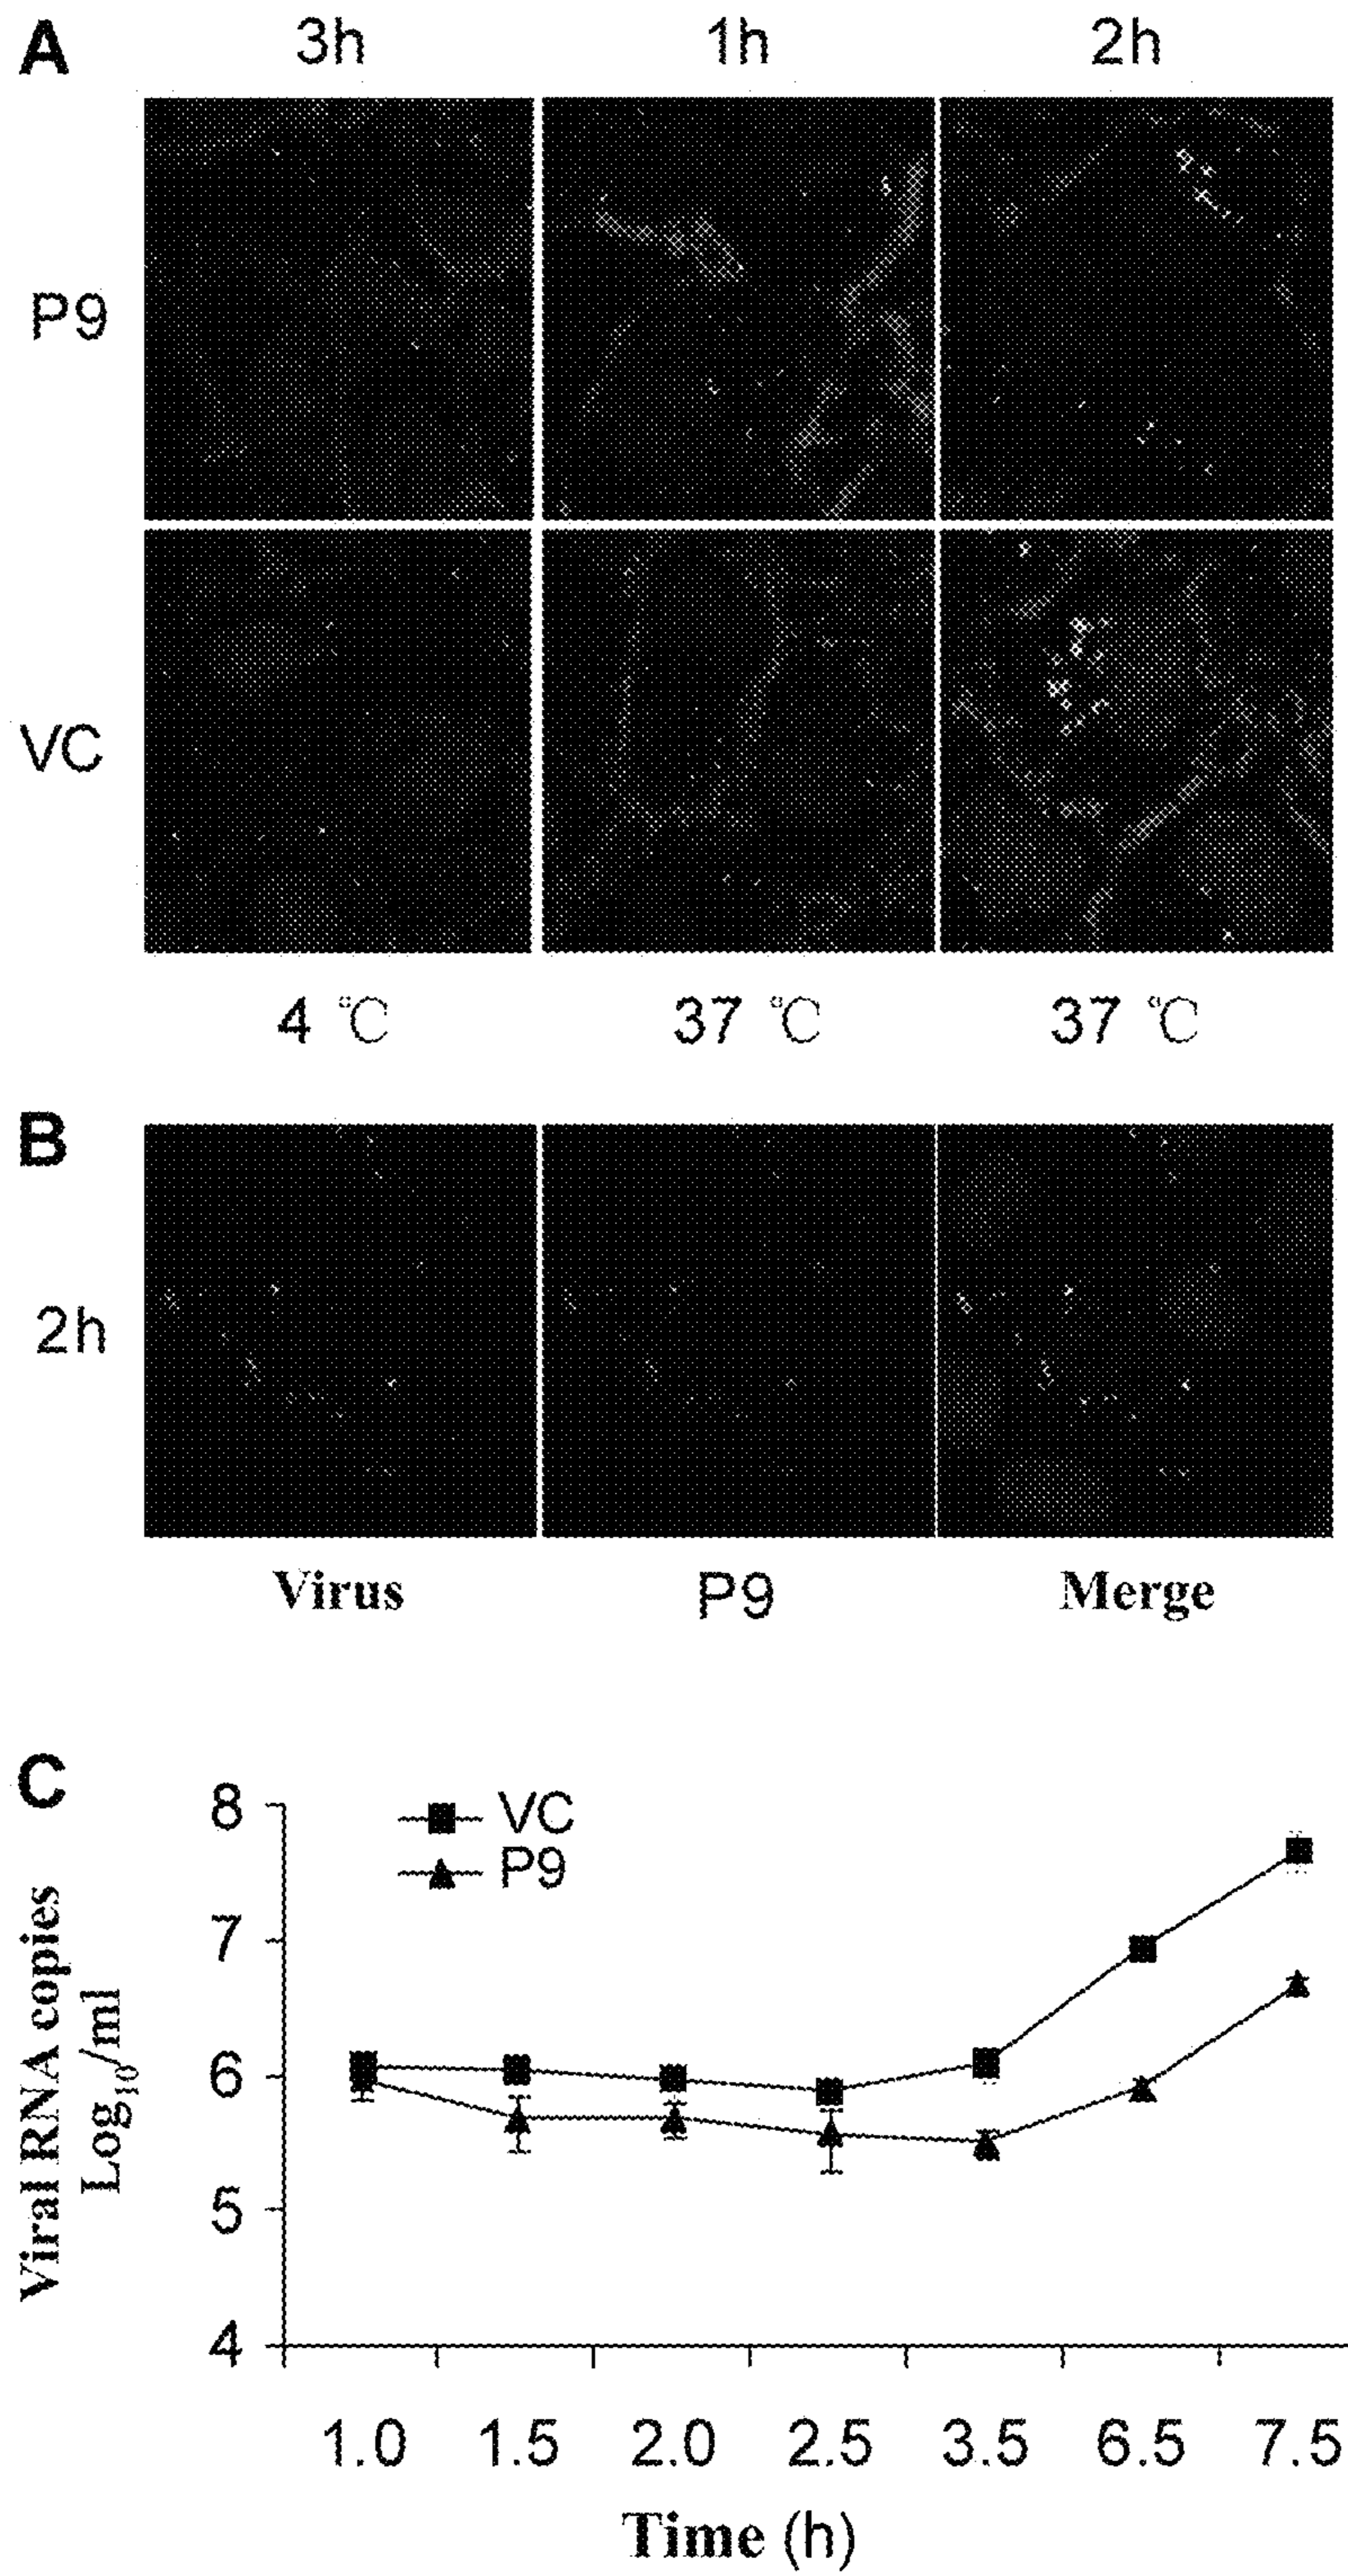 A
3h 1h 2h
P9
VC
4 °C 37 °C 37 °C
B
2h
Virus P9 Merge
C
VC
P9
8
7
6
5
4
Viral RNA copies
Log10/ml
1.0 1.5 2.0 2.5 3.5 6.5 7.5
Time (h)